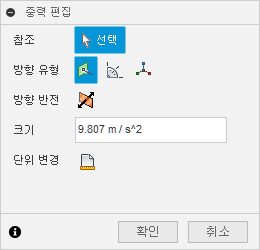 중력 편집
참조 선택
방향 유형
방향 반전
크기 9.807 m / s^2
단위 변경
확인 취소